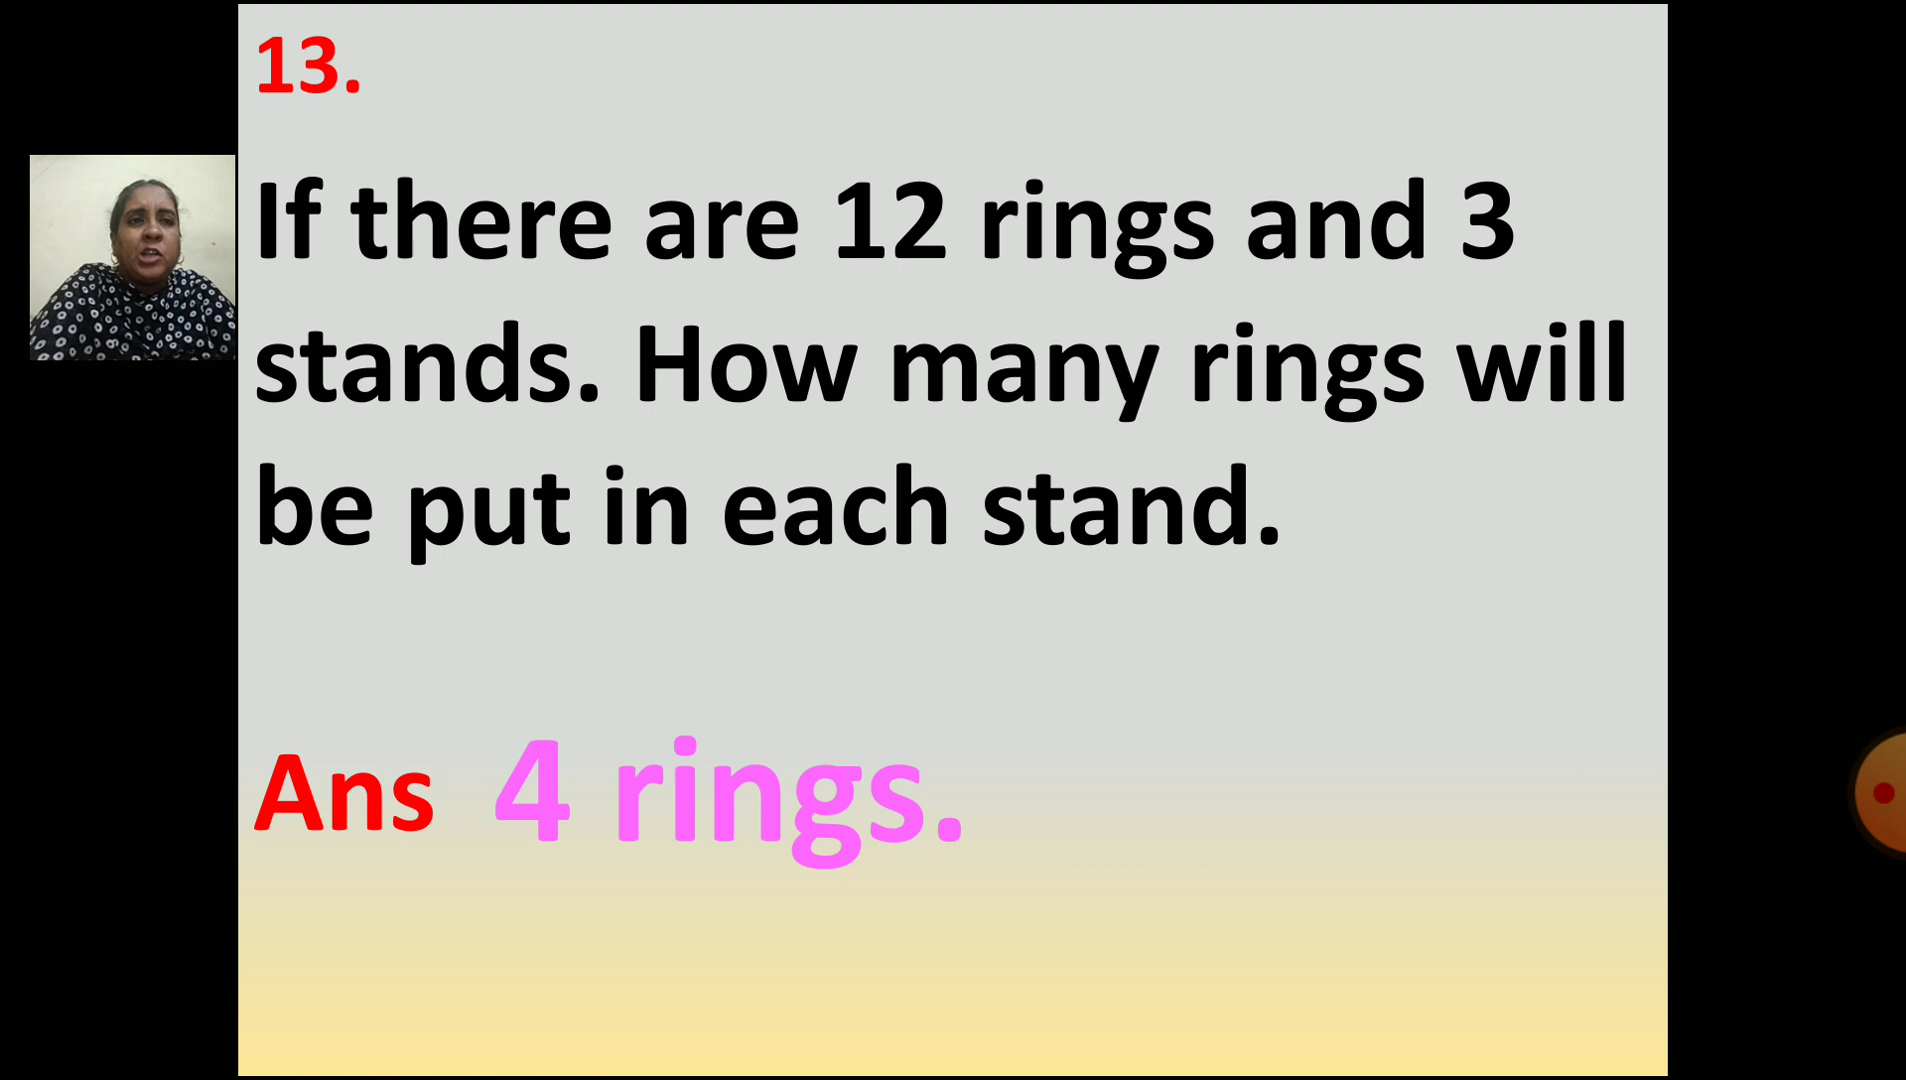 13.
If there are 12 rings and 3
stands. How many rings will
be put in each stand.
Ans 4 rings.